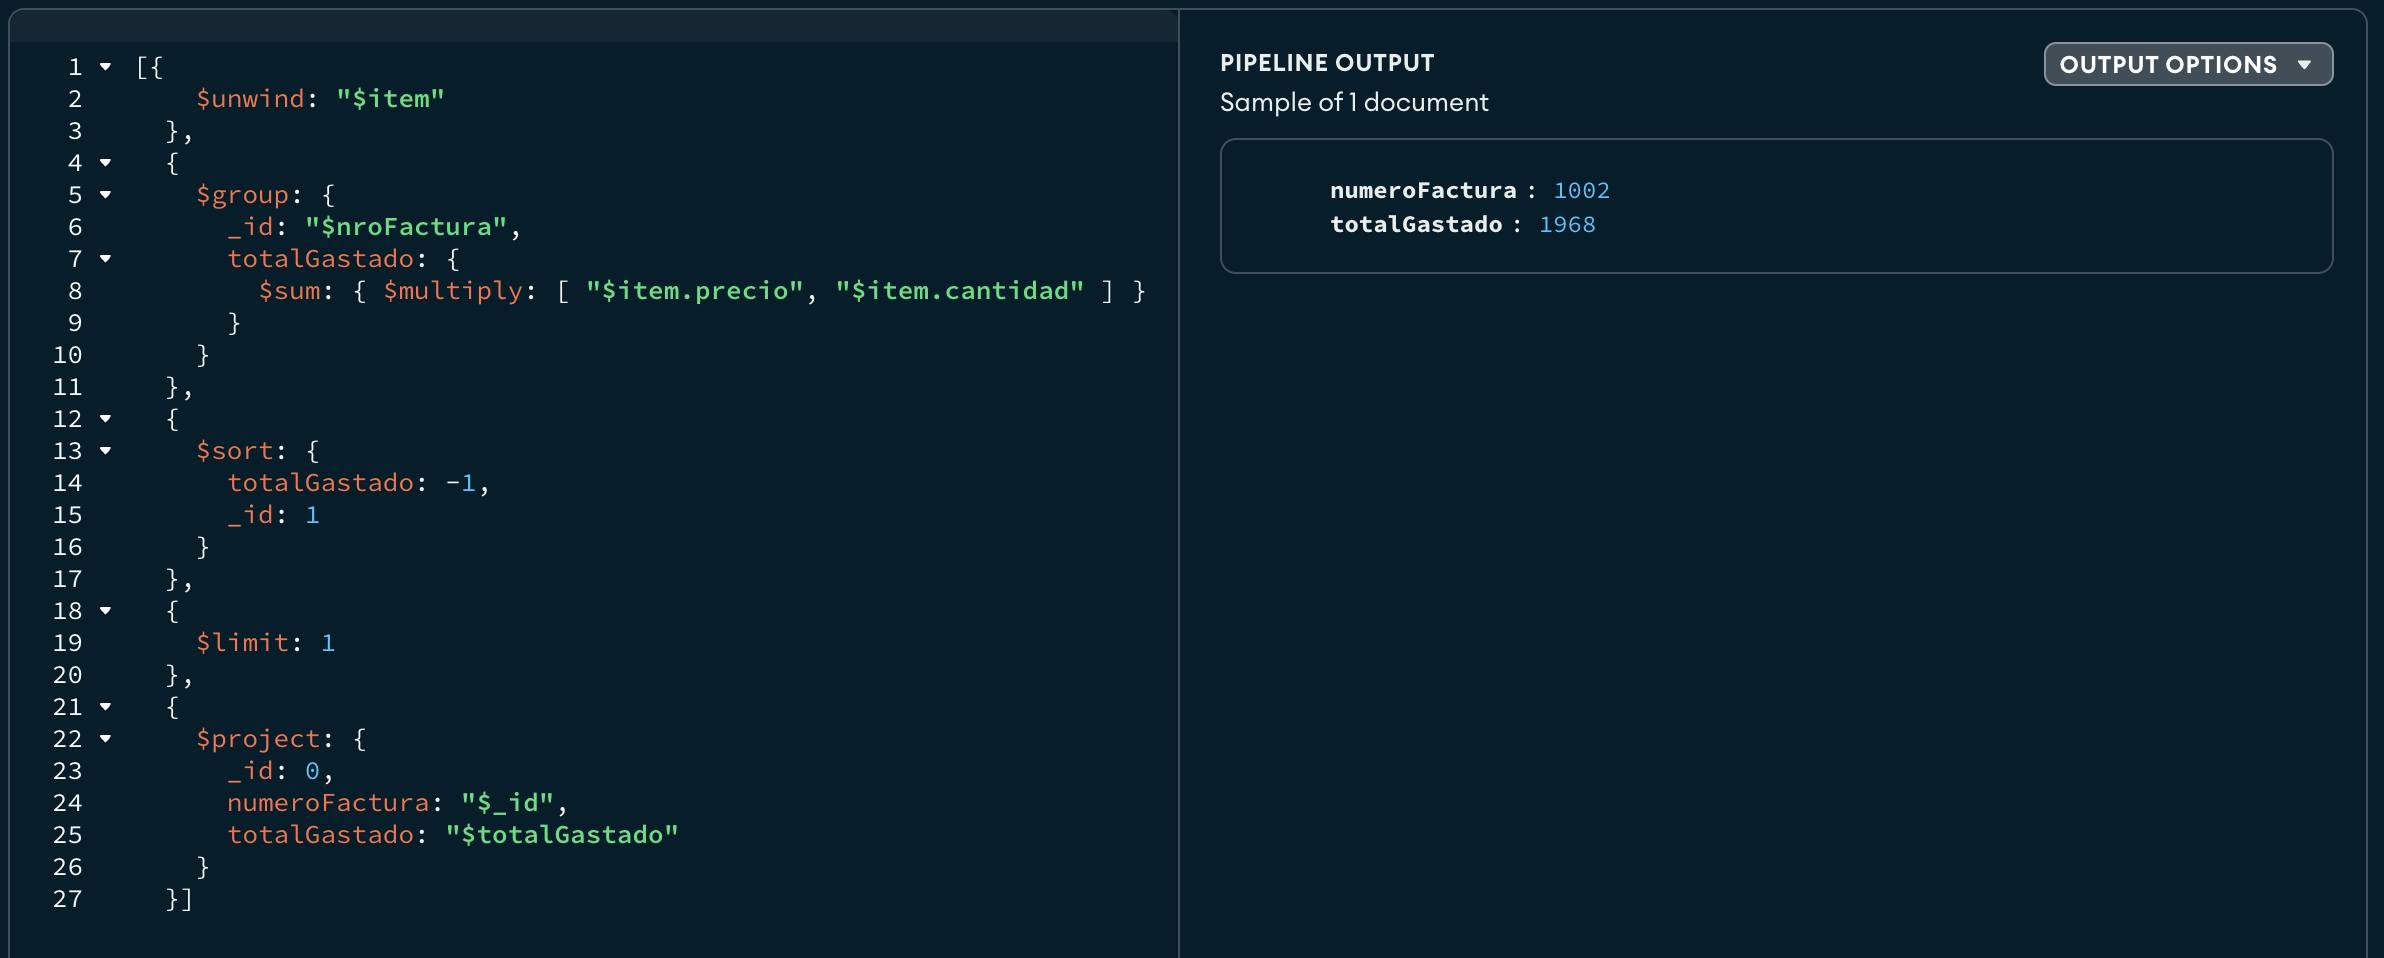 1 [{
2 $unwind: "$item"
3 },
4 {
5 $group: {
6 _id: "$nroFactura",
7 totalGastado: {
8 $sum: { $multiply: [ "$item.precio", "$item.cantidad" ] }
9 }
10 }
11 },
12 {
13 $sort: {
14 totalGastado: -1,
15 _id: 1
16 }
17 },
18 {
19 $limit: 1
20 },
21 {
22 $project: {
23 _id: 0,
24 numeroFactura: "$_id",
25 totalGastado: "$totalGastado"
26 }
27 }]
PIPELINE OUTPUT
OUTPUT OPTIONS
Sample of 1 document
numeroFactura : 1002
totalGastado : 1968